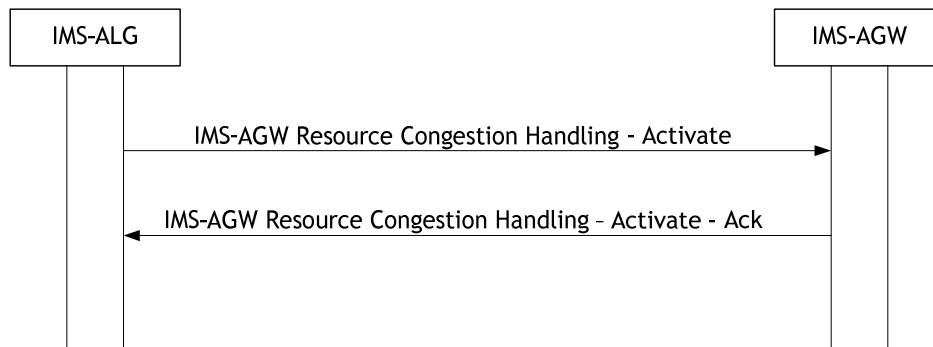 IMS-ALG
IMS-AGW
IMS-AGW Resource Congestion Handling - Activate
IMS-AGW Resource Congestion Handling – Activate - Ack